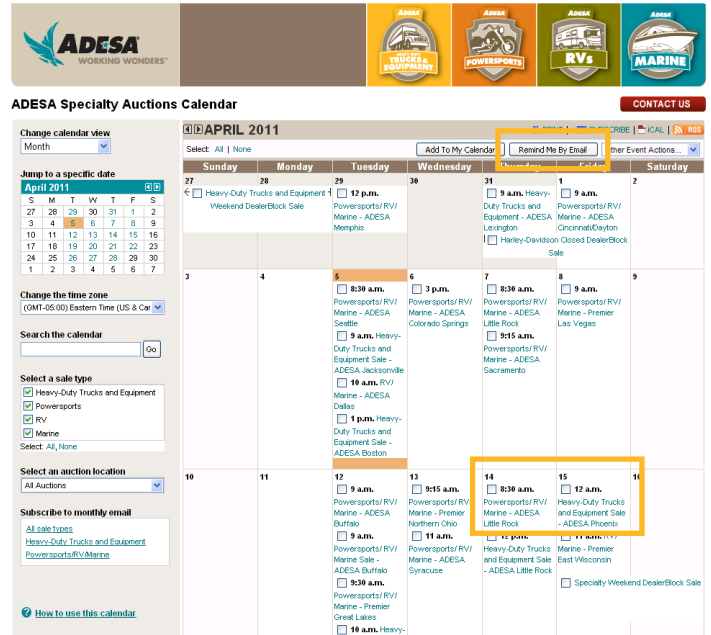 ADESA
WORKING WONDERS
ADESA
HEAVY DUTY
TRUCKS &
EQUIPMENT
ADESA
POWERSPORTS
ADESA
RVs
ADESA
MARINE
ADESA Specialty Auctions Calendar
CONTACT US
Change calendar view
Month
Jump to a specific date
April 2011
S M T W T F S
27 28 29 30 31 1 2
3 4 5 6 7 8 9
10 11 12 13 14 15 16
17 18 19 20 21 22 23
24 25 26 27 28 29 30
1 2 3 4 5 6 7
Change the time zone
(GMT-05:00) Eastern Time (US & Car
Search the calendar
Go
Select a sale type
Heavy-Duty Trucks and Equipment
Powersports
RV
Marine
Select: All, None
Select an auction location
All Auctions
Subscribe to monthly email
All sale types
Heavy-Duty Trucks and Equipment
Powersports/RV/Marine
How to use this calendar
APRIL 2011
iCAL | RSS
Select: All | None
Add To My Calendar
Remind Me By Email
ther Event Actions...
Sunday Monday Tuesday Wednesday Thursday Friday Saturday
27
Heavy-Duty Trucks and Equipment
Weekend DealerBlock Sale
28
29
12 p.m.
Powersports/ RV/
Marine - ADESA
Memphis
30
31
9 a.m. Heavy-
Duty Trucks and
Equipment - ADESA
Lexington
1
9 a.m.
Powersports/ RV/
Marine - ADESA
Cincinnati/Dayton
Harley-Davidson Closed DealerBlock
Sale
2
3
4
5
8:30 a.m.
Powersports/ RV/
Marine - ADESA
Seattle
9 a.m. Heavy-
Duty Trucks and
Equipment Sale -
ADESA Jacksonville
10 a.m. RV/
Marine - ADESA
Dallas
1 p.m. Heavy-
Duty Trucks and
Equipment Sale -
ADESA Boston
6
3 p.m.
Powersports/ RV/
Marine - ADESA
Colorado Springs
7
8:30 a.m.
Powersports/ RV/
Marine - ADESA
Little Rock
9:15 a.m.
Powersports/ RV/
Marine - ADESA
Sacramento
8
9 a.m.
Powersports/ RV/
Marine - Premier
Las Vegas
9
10
11
12
9 a.m.
Powersports/ RV/
Marine - ADESA
Buffalo
9 a.m.
Powersports/ RV/
Marine Sale -
ADESA Buffalo
9:30 a.m.
Powersports/ RV/
Marine - Premier
Great Lakes
10 a.m. Heavy-
13
9:15 a.m.
Powersports/ RV/
Marine - Premier
Northern Ohio
11 a.m.
Powersports/ RV/
Marine - ADESA
Syracuse
14
8:30 a.m.
Powersports/ RV/
Marine - ADESA
Little Rock
12 p.m.
Heavy-Duty Trucks
and Equipment Sale
- ADESA Little Rock
15
12 a.m.
Heavy-Duty Trucks
and Equipment Sale
- ADESA Phoenix
11 a.m. RV/
Marine - Premier
East Wisconsin
Specialty Weekend DealerBlock Sale
16